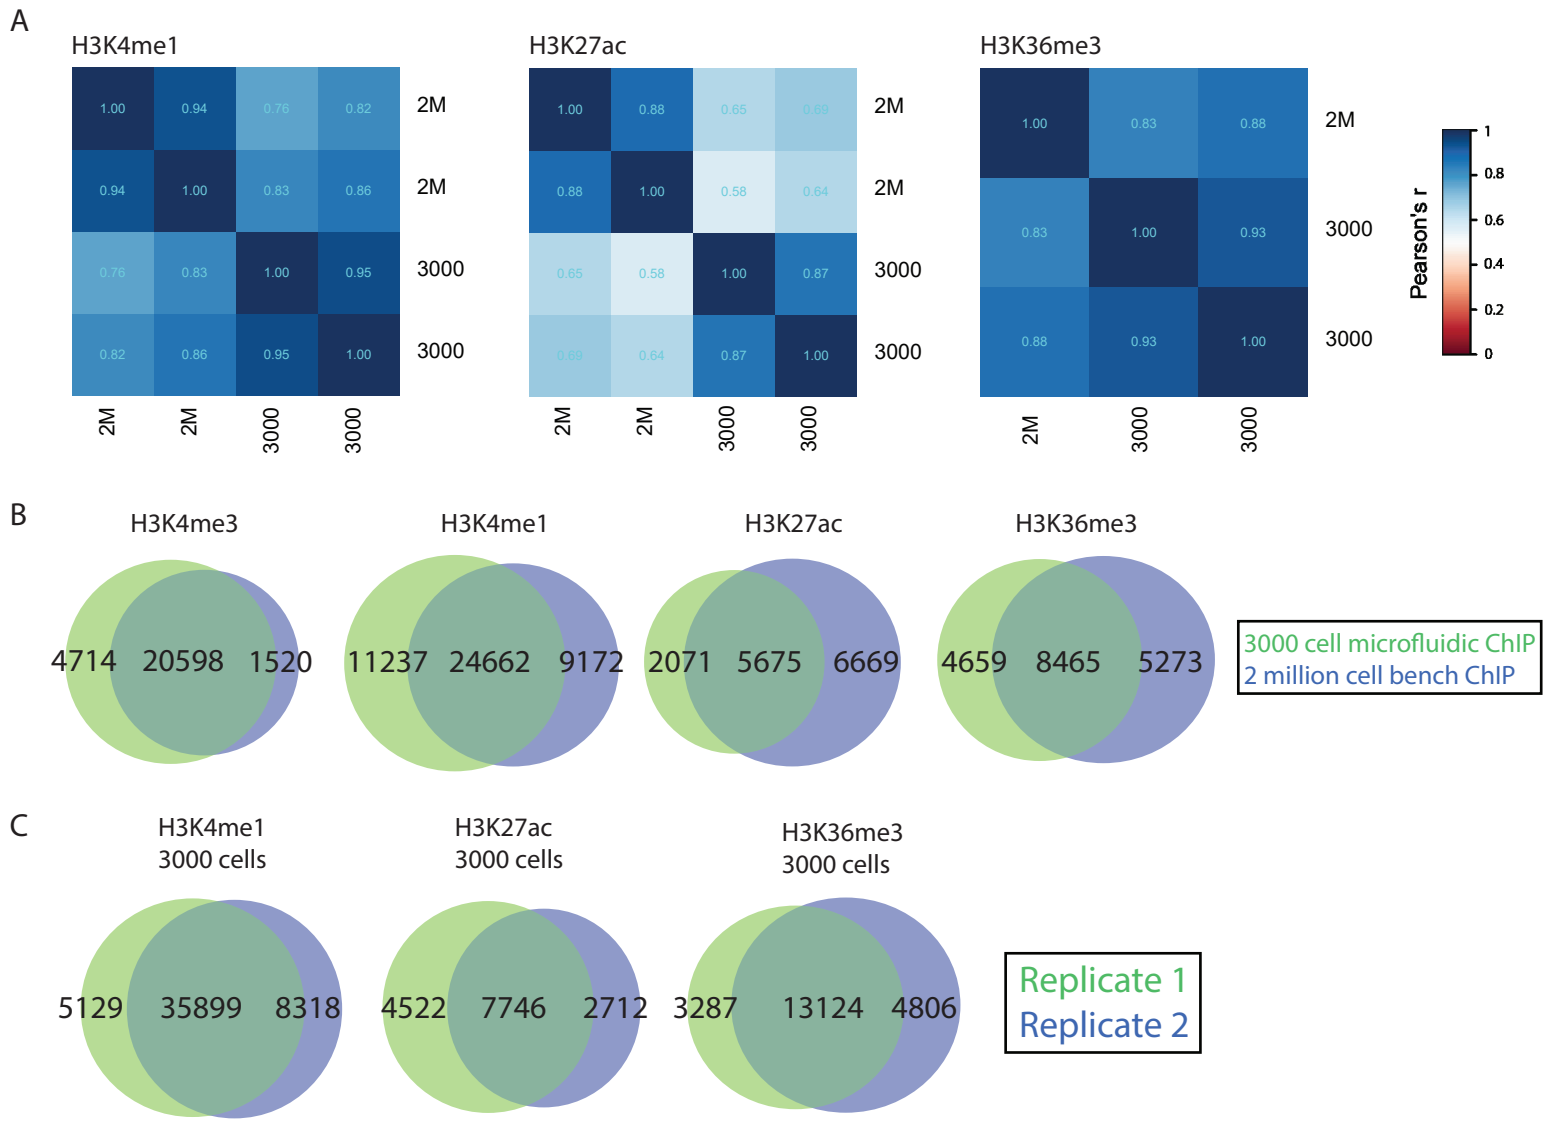 A
H3K4me1
H3K27ac
H3K36me3
1.00 0.94 0.76 0.82 2M
0.94 1.00 0.83 0.86 2M
0.76 0.83 1.00 0.95 3000
0.82 0.86 0.95 1.00 3000
2M 2M 3000 3000
1.00 0.88 0.65 0.69 2M
0.88 1.00 0.58 0.64 2M
0.65 0.58 1.00 0.87 3000
0.69 0.64 0.87 1.00 3000
2M 2M 3000 3000
1.00 0.83 0.88 2M
0.83 1.00 0.93 3000
0.88 0.93 1.00 3000
2M 3000 3000
Pearson's r
1
0.8
0.6
0.4
0.2
0
B
H3K4me3
H3K4me1
H3K27ac
H3K36me3
4714 20598 1520
11237 24662 9172
2071 5675 6669
4659 8465 5273
3000 cell microfluidic ChIP
2 million cell bench ChIP
C
H3K4me1
3000 cells
H3K27ac
3000 cells
H3K36me3
3000 cells
5129 35899 8318
4522 7746 2712
3287 13124 4806
Replicate 1
Replicate 2